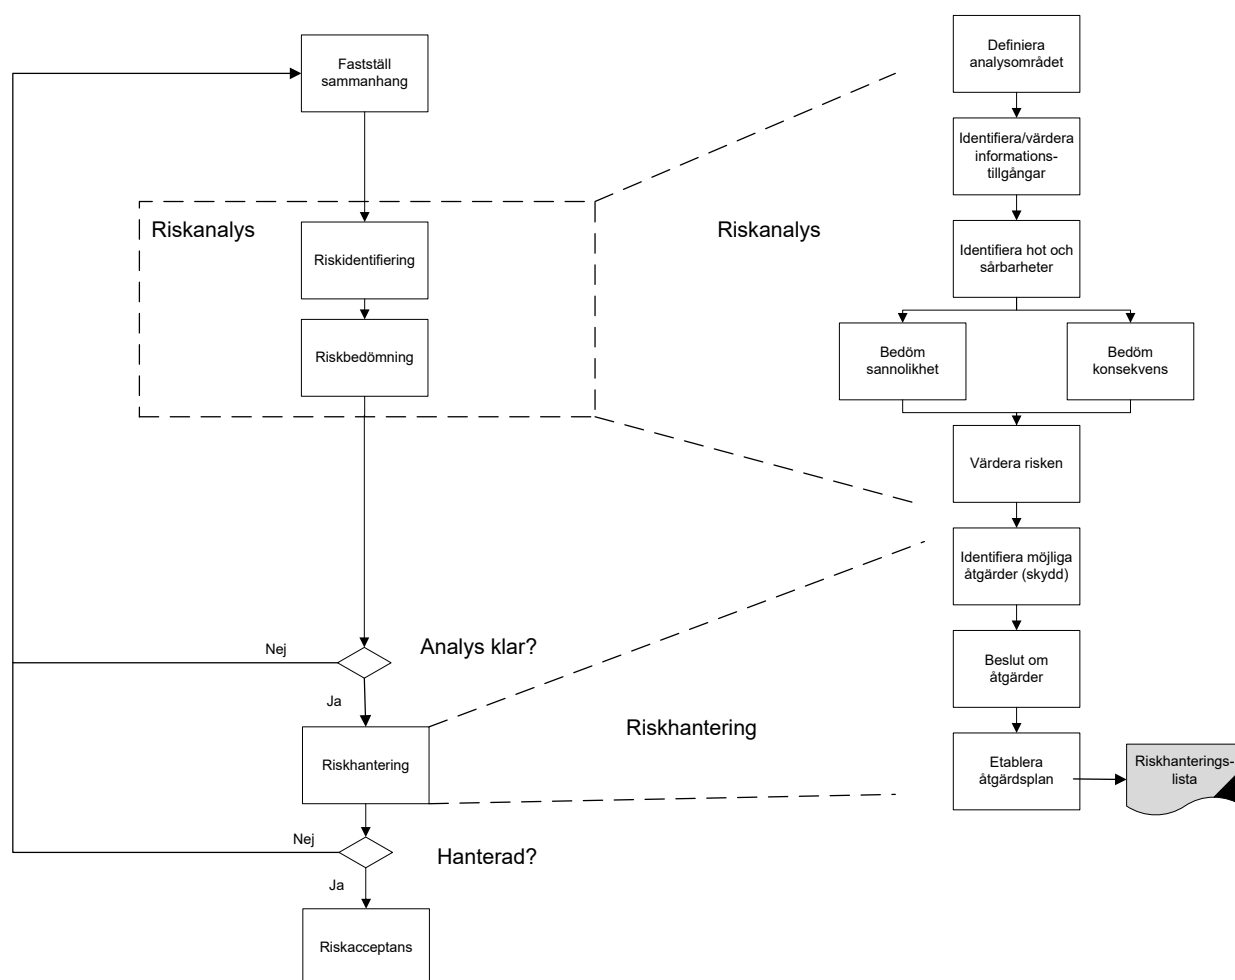 Fastställ
sammanhang
Riskanalys
Riskidentifiering
Riskbedömning
Nej
Analys klar?
Ja
Riskhantering
Nej
Hanterad?
Ja
Riskacceptans
Riskanalys
Riskhantering
Definiera
analysområdet
Identifiera/värdera
informations-
tillgångar
Identifiera hot och
sårbarheter
Bedöm
sannolikhet
Bedöm
konsekvens
Värdera risken
Identifiera möjliga
åtgärder (skydd)
Beslut om
åtgärder
Etablera
åtgärdsplan
Riskhanterings-
lista